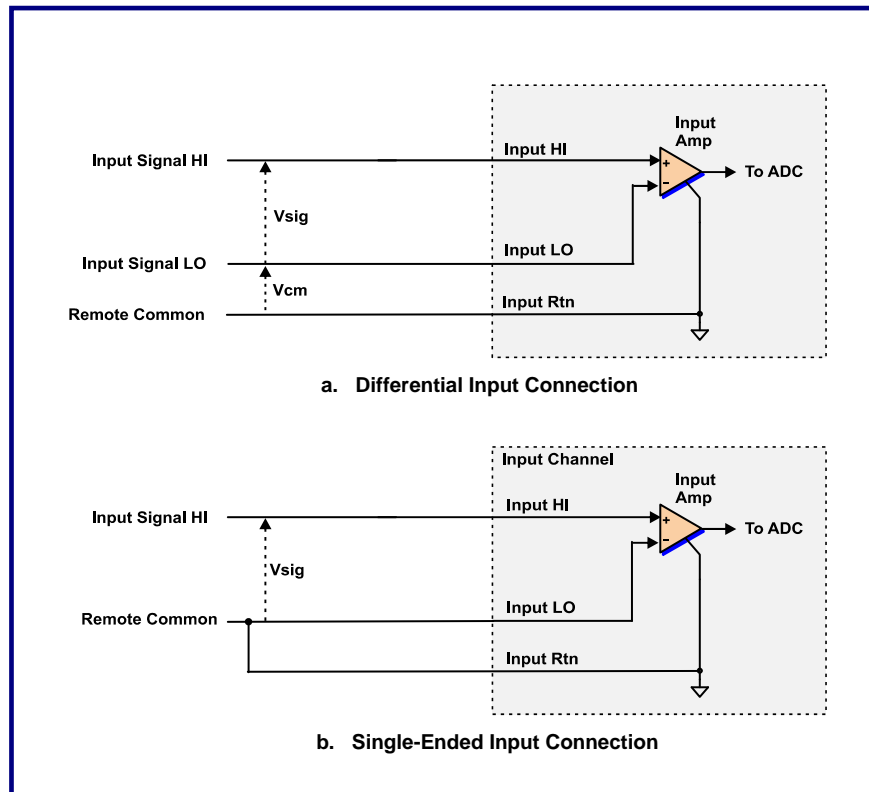 Input
Amp
Input Signal HI
Input HI
+
−
To ADC
Vsig
Input Signal LO
Input LO
Vcm
Remote Common
Input Rtn
a. Differential Input Connection
Input Channel
Input
Amp
Input Signal HI
Input HI
+
−
To ADC
Vsig
Remote Common
Input LO
Input Rtn
b. Single-Ended Input Connection